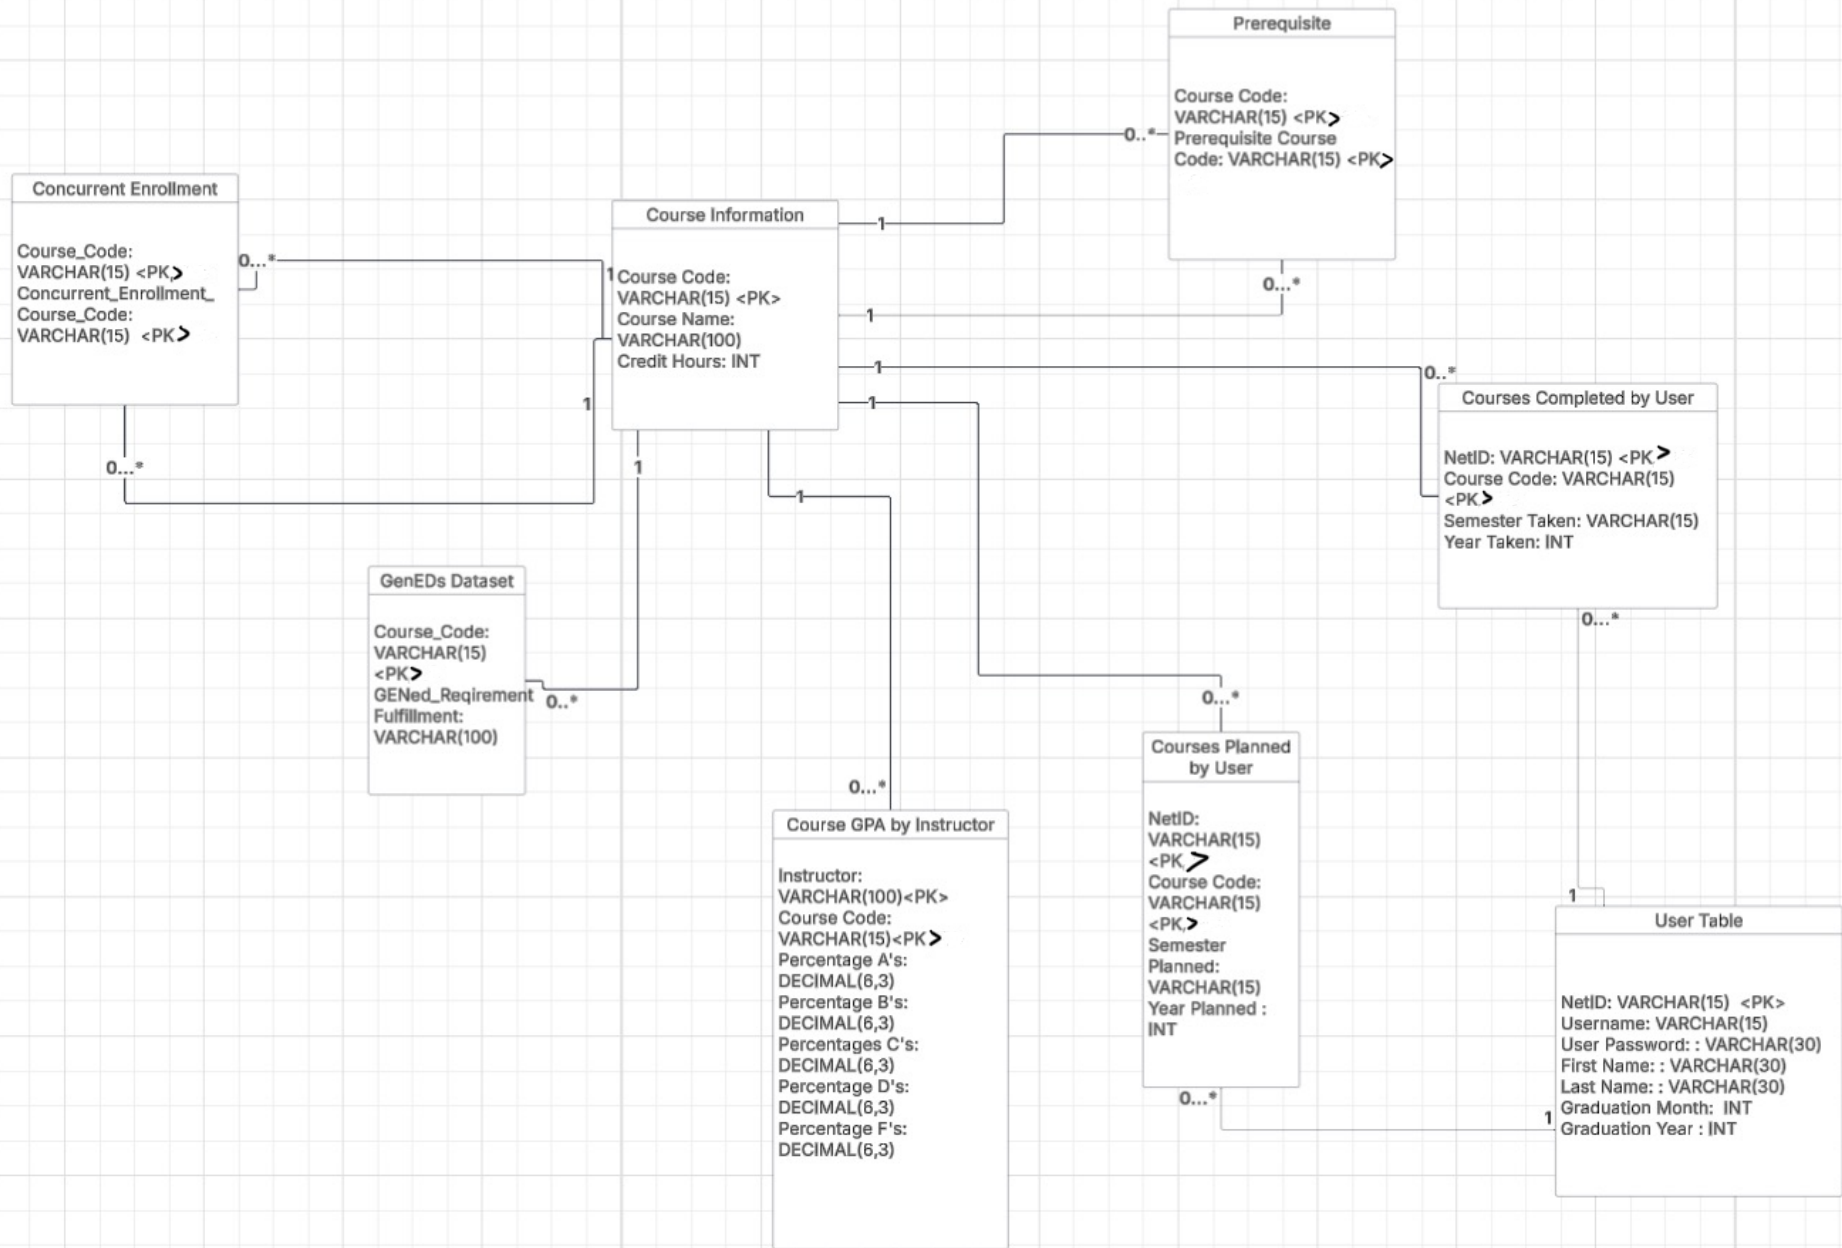 Prerequisite
Course Code:
VARCHAR(15) <PK>
Prerequisite Course
Code: VARCHAR(15) <PK>
0..*
1
0...*
1
Concurrent Enrollment
Course_Code:
VARCHAR(15) <PK>
Concurrent_Enrollment_
Course_Code:
VARCHAR(15) <PK>
0...*
1
0...*
1
Course Information
Course Code:
VARCHAR(15) <PK>
Course Name:
VARCHAR(100)
Credit Hours: INT
1
0..*
1
1
1
Courses Completed by User
NetID: VARCHAR(15) <PK>
Course Code: VARCHAR(15)
<PK>
Semester Taken: VARCHAR(15)
Year Taken: INT
0...*
GenEDs Dataset
Course_Code:
VARCHAR(15)
<PK>
GENed_Reqirement
Fulfillment:
VARCHAR(100)
0..*
0...*
Course GPA by Instructor
Instructor:
VARCHAR(100)<PK>
Course Code:
VARCHAR(15)<PK>
Percentage A's:
DECIMAL(6,3)
Percentage B's:
DECIMAL(6,3)
Percentages C's:
DECIMAL(6,3)
Percentage D's:
DECIMAL(6,3)
Percentage F's:
DECIMAL(6,3)
0...*
Courses Planned
by User
NetID:
VARCHAR(15)
<PK,>
Course Code:
VARCHAR(15)
<PK,>
Semester
Planned:
VARCHAR(15)
Year Planned :
INT
0...*
1
1
User Table
NetID: VARCHAR(15) <PK>
Username: VARCHAR(15)
User Password: : VARCHAR(30)
First Name: : VARCHAR(30)
Last Name: : VARCHAR(30)
Graduation Month: INT
Graduation Year : INT